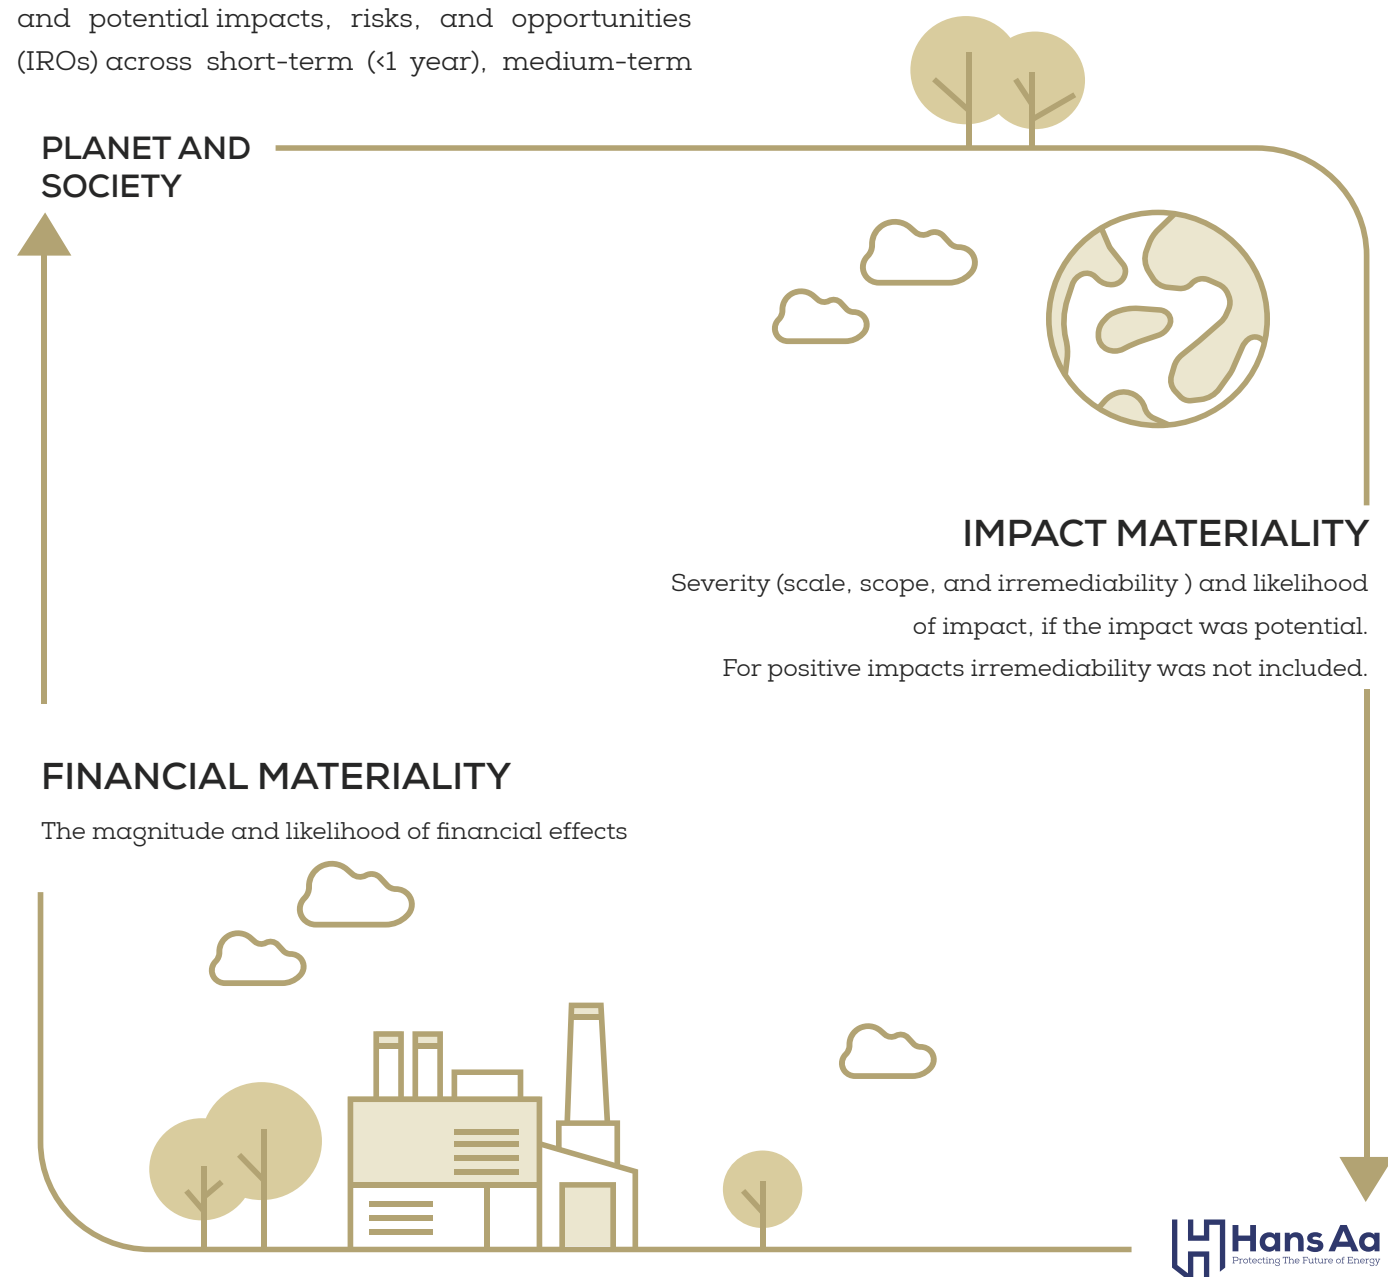 and potential impacts, risks, and opportunities
(IROs) across short-term (<1 year), medium-term
PLANET AND
SOCIETY
IMPACT MATERIALITY
Severity (scale, scope, and irremediability ) and likelihood
of impact, if the impact was potential.
For positive impacts irremediability was not included.
FINANCIAL MATERIALITY
The magnitude and likelihood of financial effects
Hans Aa
Protecting The Future of Energy